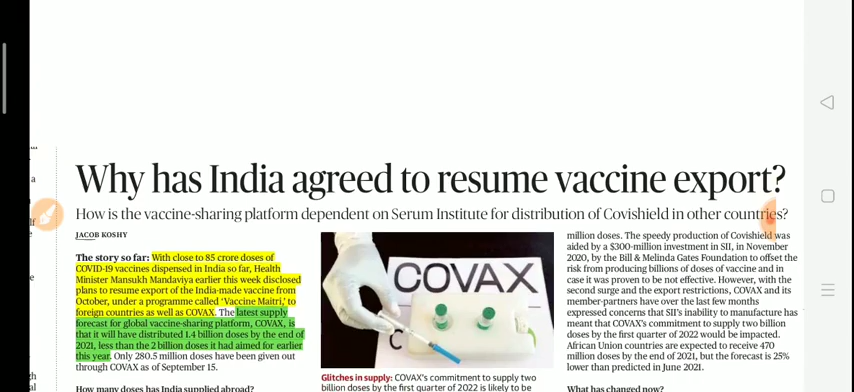 Why has India agreed to resume vaccine export?
How is the vaccine-sharing platform dependent on Serum Institute for distribution of Covishield in other countries?
JACOB KOSHY
The story so far: With close to 85 crore doses of
COVID-19 vaccines dispensed in India so far, Health
Minister Mansukh Mandaviya earlier this week disclosed
plans to resume export of the India-made vaccine from
October, under a programme called ‘Vaccine Maitri,’ to
foreign countries as well as COVAX. The latest supply
forecast for global vaccine-sharing platform, COVAX, is
that it will have distributed 1.4 billion doses by the end of
2021, less than the 2 billion doses it had aimed for earlier
this year. Only 280.5 million doses have been given out
through COVAX as of September 15.
How many doses has India supplied abroad?
COVAX
C
Glitches in supply: COVAX's commitment to supply two
billion doses by the first quarter of 2022 is likely to be
million doses. The speedy production of Covishield was
aided by a $300-million investment in SII, in November
2020, by the Bill & Melinda Gates Foundation to offset the
risk from producing billions of doses of vaccine and in
case it was proven to be not effective. However, with the
second surge and the export restrictions, COVAX and its
member-partners have over the last few months
expressed concerns that SII's inability to manufacture has
meant that COVAX's commitment to supply two billion
doses by the first quarter of 2022 would be impacted.
African Union countries are expected to receive 470
million doses by the end of 2021, but the forecast is 25%
lower than predicted in June 2021.
What has changed now?